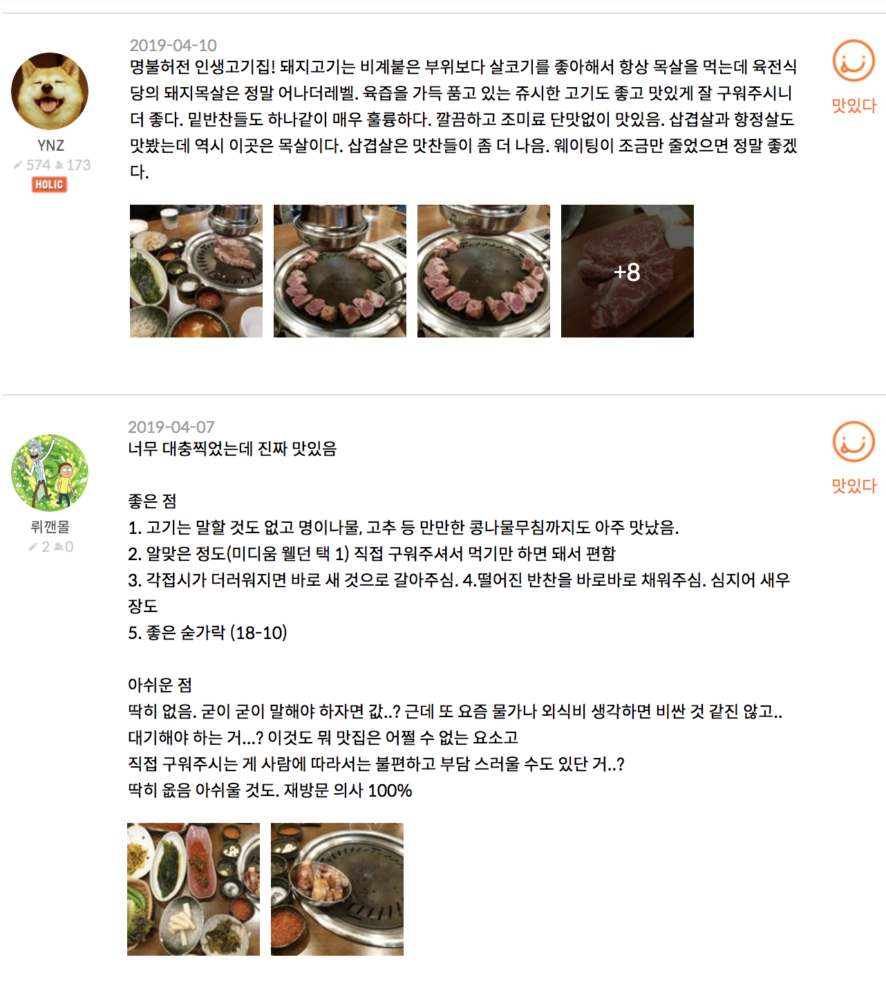 2019-04-10
명불허전 인생고기집! 돼지고기는 비계붙은 부위보다 살코기를 좋아해서 항상 목살을 먹는데 육전식
당의 돼지목살은 정말 어나더레벨. 육즙을 가득 품고 있는 쥬시한 고기도 좋고 맛있게 잘 구워주시니
더 좋다. 밑반찬들도 하나같이 매우 훌륭하다. 깔끔하고 조미료 단맛없이 맛있음. 삼겹살과 항정살도
맛봤는데 역시 이곳은 목살이다. 삼겹살은 맛찬들이 좀 더 나음. 웨이팅이 조금만 줄었으면 정말 좋겠
다.
YNZ
574 173
HOLIC
맛있다
+8
2019-04-07
너무 대충찍었는데 진짜 맛있음
좋은 점
1. 고기는 말할 것도 없고 명이나물, 고추 등 만만한 콩나물무침까지도 아주 맛났음.
2. 알맞은 정도(미디움 웰던 택 1) 직접 구워주셔서 먹기만 하면 돼서 편함
3. 각접시가 더러워지면 바로 새 것으로 갈아주심. 4.떨어진 반찬을 바로바로 채워주심. 심지어 새우
장도
5. 좋은 숟가락 (18-10)
아쉬운 점
딱히 없음. 굳이 굳이 말해야 하자면 값..? 근데 또 요즘 물가나 외식비 생각하면 비싼 것 같진 않고..
대기해야 하는 거...? 이것도 뭐 맛집은 어쩔 수 없는 요소고
직접 구워주시는 게 사람에 따라서는 불편하고 부담 스러울 수도 있단 거..?
딱히 읎음 아쉬울 것도. 재방문 의사 100%
뤼깬몰
2 0
맛있다